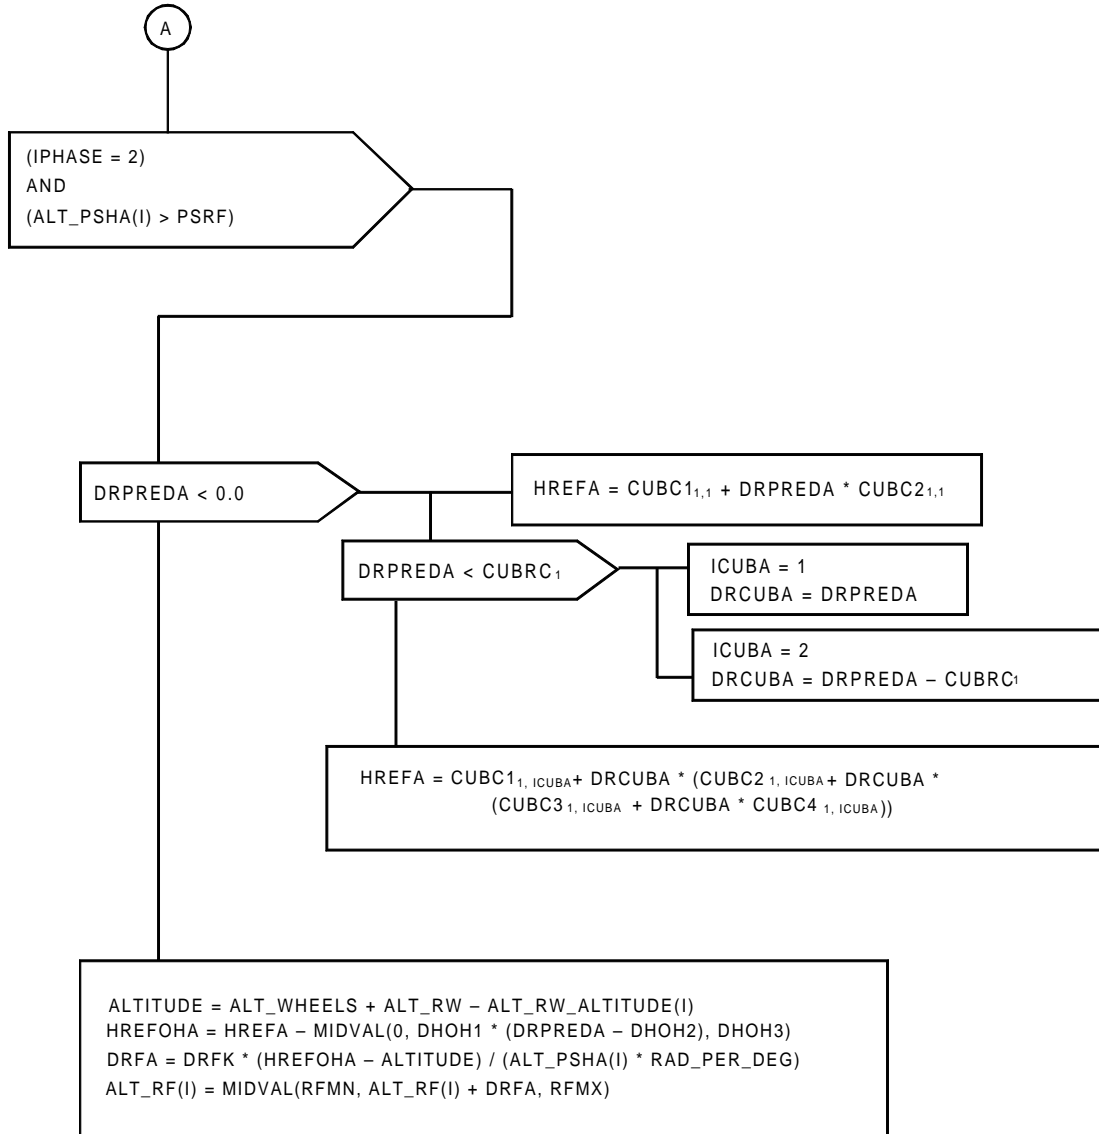 A
(IPHASE = 2)
AND
(ALT_PSHA(I) > PSRF)
DRPREDA < 0.0
HREFA = CUBC1₁,₁ + DRPREDA * CUBC2₁,₁
DRPREDA < CUBRC₁
ICUBA = 1
DRCUBA = DRPREDA
ICUBA = 2
DRCUBA = DRPREDA – CUBRC₁
HREFA = CUBC1₁, ICUBA + DRCUBA * (CUBC2 ₁, ICUBA + DRCUBA *
(CUBC3 ₁, ICUBA + DRCUBA * CUBC4 ₁, ICUBA))
ALTITUDE = ALT_WHEELS + ALT_RW – ALT_RW_ALTITUDE(I)
HREFOHA = HREFA – MIDVAL(0, DHOH1 * (DRPREDA – DHOH2), DHOH3)
DRFA = DRFK * (HREFOHA – ALTITUDE) / (ALT_PSHA(I) * RAD_PER_DEG)
ALT_RF(I) = MIDVAL(RFMN, ALT_RF(I) + DRFA, RFMX)